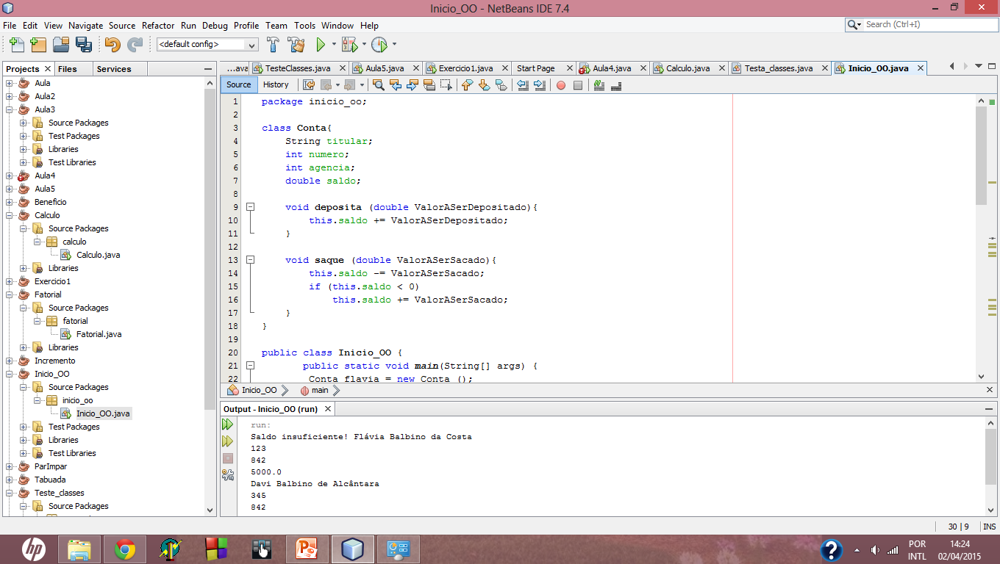 Inicio_OO - NetBeans IDE 7.4
File Edit View Navigate Source Refactor Run Debug Profile Team Tools Window Help
Search (Ctrl+I)
<default config>
Projects Files Services
...ava TesteClasses.java Aula5.java Exercicio1.java Start Page Aula4.java Calculo.java Testa_classes.java Inicio_OO.java
Source History
Aula
Aula2
Aula3
Source Packages
Test Packages
Libraries
Test Libraries
Aula4
Aula5
Beneficio
Calculo
Source Packages
calculo
Calculo.java
Libraries
Exercicio1
Fatorial
Source Packages
fatorial
Fatorial.java
Libraries
Incremento
Inicio_OO
Source Packages
inicio_oo
Inicio_OO.java
Test Packages
Libraries
Test Libraries
ParImpar
Tabuada
Teste_classes
Source Packages
1 package inicio_oo;
2
3 class Conta{
4 String titular;
5 int numero;
6 int agencia;
7 double saldo;
8
9 void deposita (double ValorASerDepositado){
10 this.saldo += ValorASerDepositado;
11 }
12
13 void saque (double ValorASerSacado){
14 this.saldo -= ValorASerSacado;
15 if (this.saldo < 0)
16 this.saldo += ValorASerSacado;
17 }
18 }
19
20 public class Inicio_OO {
21 public static void main(String[] args) {
22 Conta flavia = new Conta ();
Inicio_OO main
Output - Inicio_OO (run)
run:
Saldo insuficiente! Flávia Balbino da Costa
123
842
5000.0
Davi Balbino de Alcântara
345
842
30 | 9 INS
hp
POR
INTL
14:24
02/04/2015